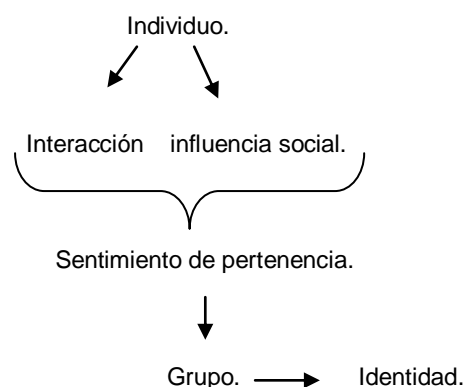 Individuo.
Interacción influencia social.
Sentimiento de pertenencia.
Grupo. Identidad.